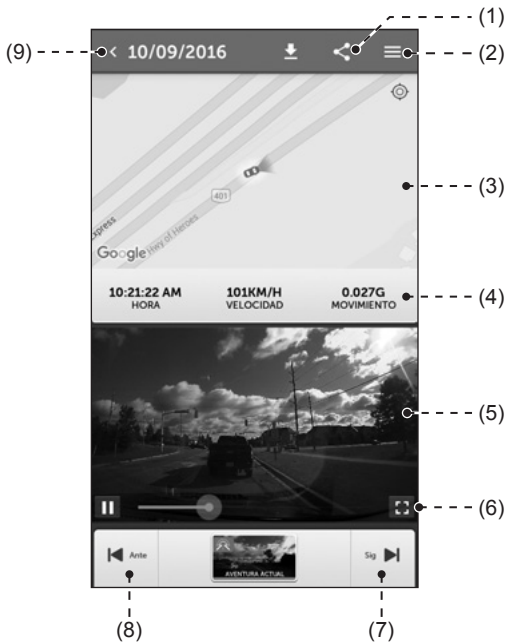 (1)
(9) 10/09/2016 (2)
401
Express
Hwy of Heroes
Google
(3)
10:21:22 AM 101KM/H 0.027G
HORA VELOCIDAD MOVIMIENTO
(4)
(5)
(6)
Ante AVENTURA ACTUAL Sig
(8) (7)